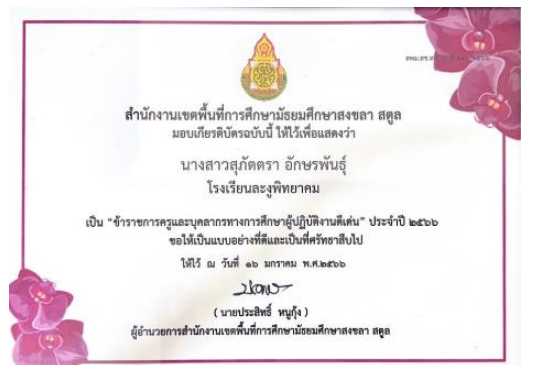 สำนักงานเขตพื้นที่การศึกษามัธยมศึกษาสงขลา สตูล
มอบเกียรติบัตรฉบับนี้ ให้ไว้เพื่อแสดงว่า
นางสาวสุภัตตรา อักษรพันธุ์
โรงเรียนละงูพิทยาคม
เป็น “ข้าราชการครูและบุคลากรทางการศึกษาผู้ปฏิบัติงานดีเด่น” ประจำปี ๒๕๖๖
ขอให้เป็นแบบอย่างที่ดีและเป็นที่ศรัทธาสืบไป
ให้ไว้ ณ วันที่ ๑๖ มกราคม พ.ศ.๒๕๖๖
( นายประสิทธิ์ หนูกุ้ง )
ผู้อำนวยการสำนักงานเขตพื้นที่การศึกษามัธยมศึกษาสงขลา สตูล